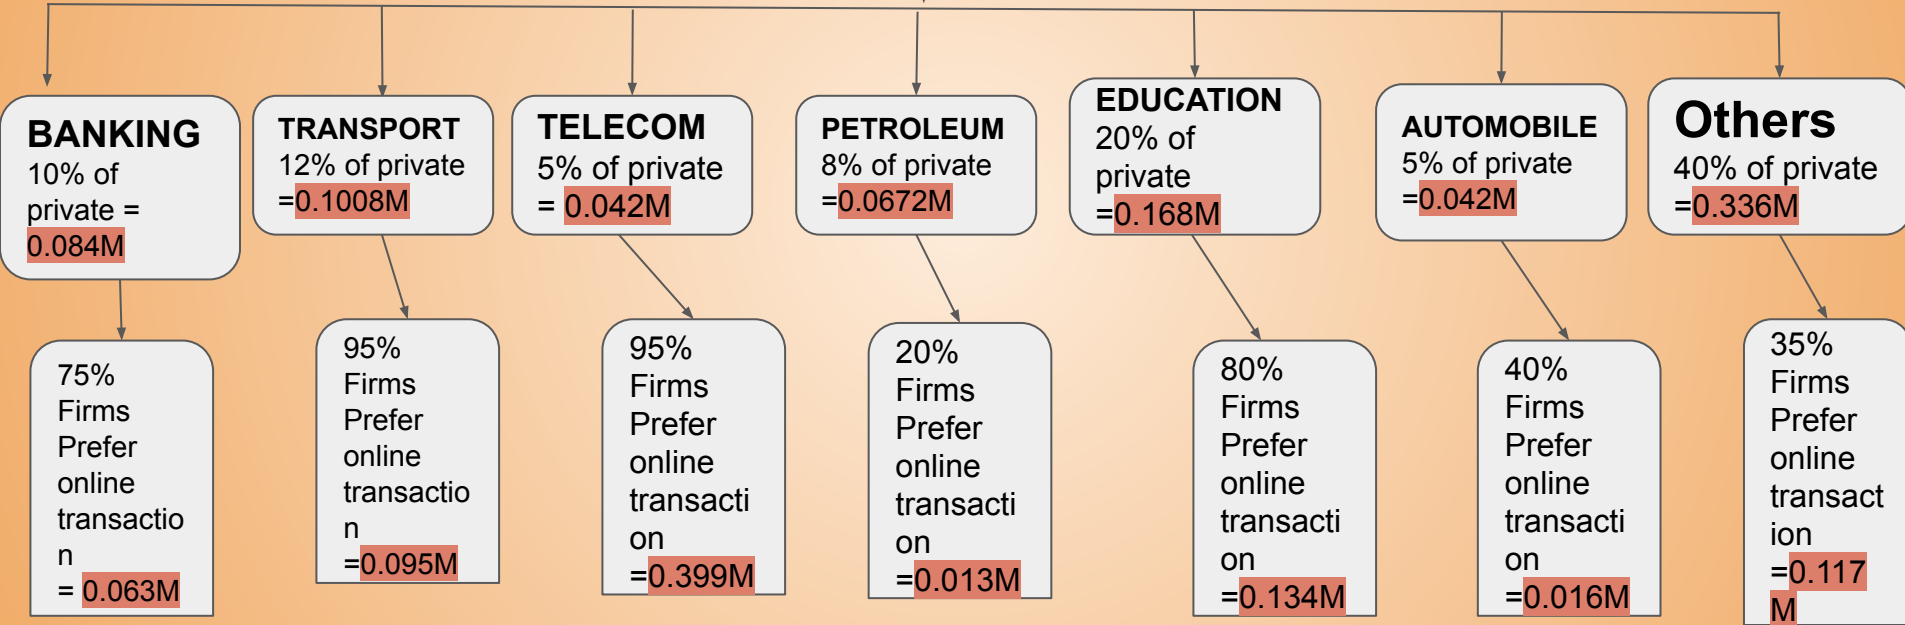 BANKING
10% of
private =
0.084M
TRANSPORT
12% of private
=0.1008M
TELECOM
5% of private
= 0.042M
PETROLEUM
8% of private
=0.0672M
EDUCATION
20% of
private
=0.168M
AUTOMOBILE
5% of private
=0.042M
Others
40% of private
=0.336M
75%
Firms
Prefer
online
transactio
n
= 0.063M
95%
Firms
Prefer
online
transactio
n
=0.095M
95%
Firms
Prefer
online
transacti
on
=0.399M
20%
Firms
Prefer
online
transacti
on
=0.013M
80%
Firms
Prefer
online
transacti
on
=0.134M
40%
Firms
Prefer
online
transacti
on
=0.016M
35%
Firms
Prefer
online
transact
ion
=0.117
M